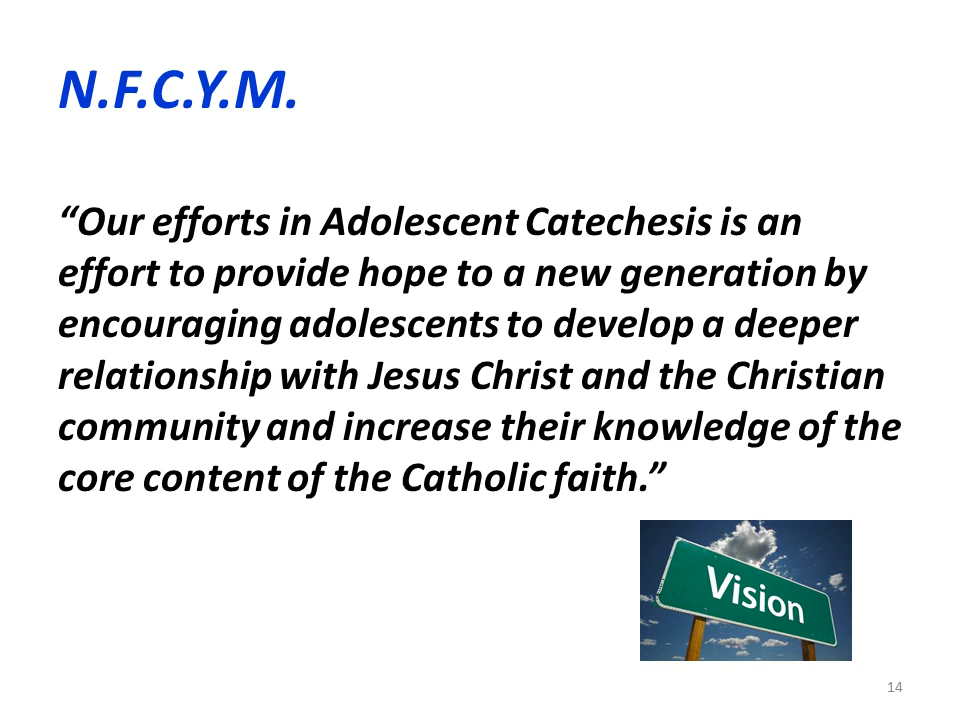 N.F.C.Y.M.
“Our efforts in Adolescent Catechesis is an
effort to provide hope to a new generation by
encouraging adolescents to develop a deeper
relationship with Jesus Christ and the Christian
community and increase their knowledge of the
core content of the Catholic faith.”
Vision
14